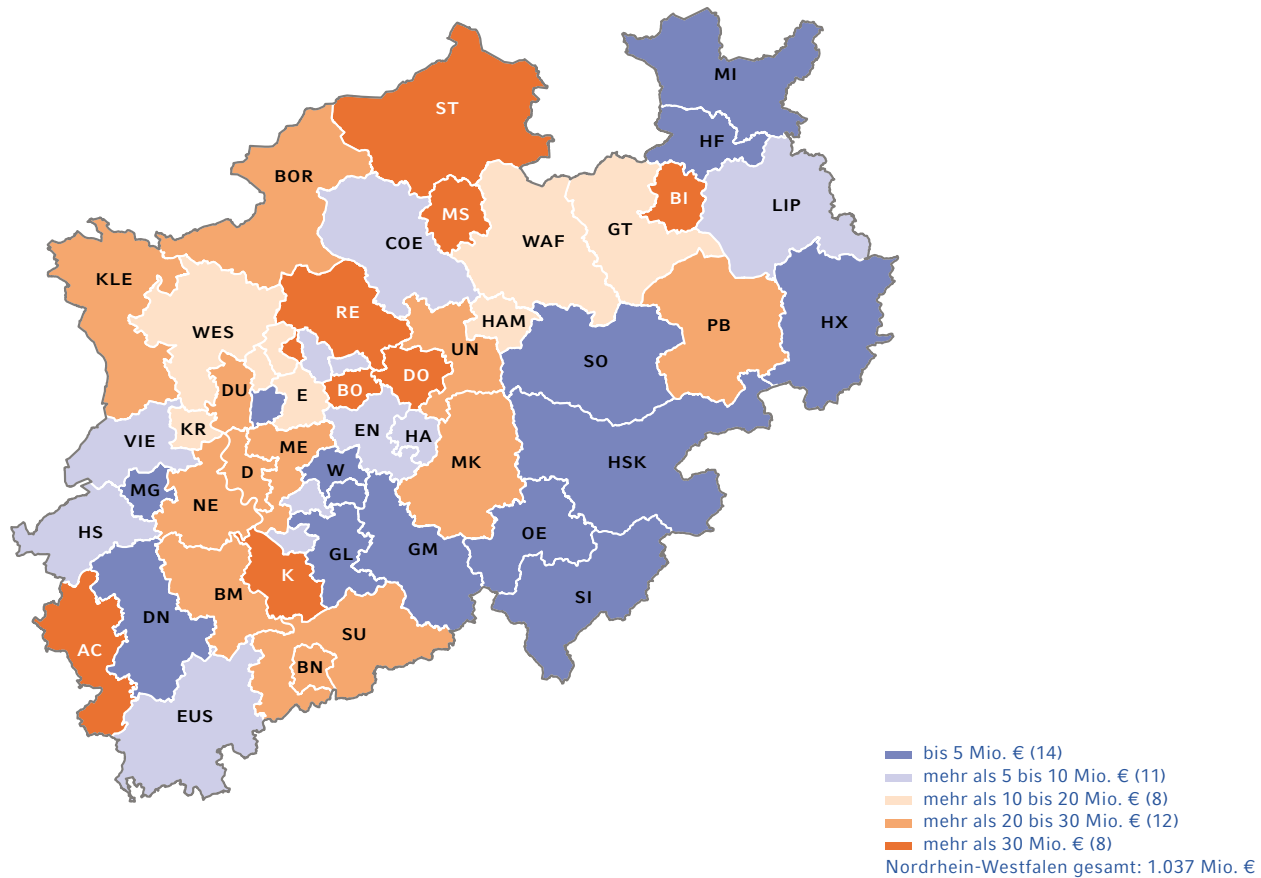 MI
ST
HF
BOR
BI
LIP
MS
GT
COE
WAF
KLE
RE
HAM
PB
HX
WES
UN
SO
DO
DU
BO
E
KR
EN
HA
VIE
ME
MK
HSK
W
D
MG
NE
HS
OE
GM
GL
K
BM
SI
DN
SU
AC
BN
EUS
bis 5 Mio. € (14)
mehr als 5 bis 10 Mio. € (11)
mehr als 10 bis 20 Mio. € (8)
mehr als 20 bis 30 Mio. € (12)
mehr als 30 Mio. € (8)
Nordrhein-Westfalen gesamt: 1.037 Mio. €